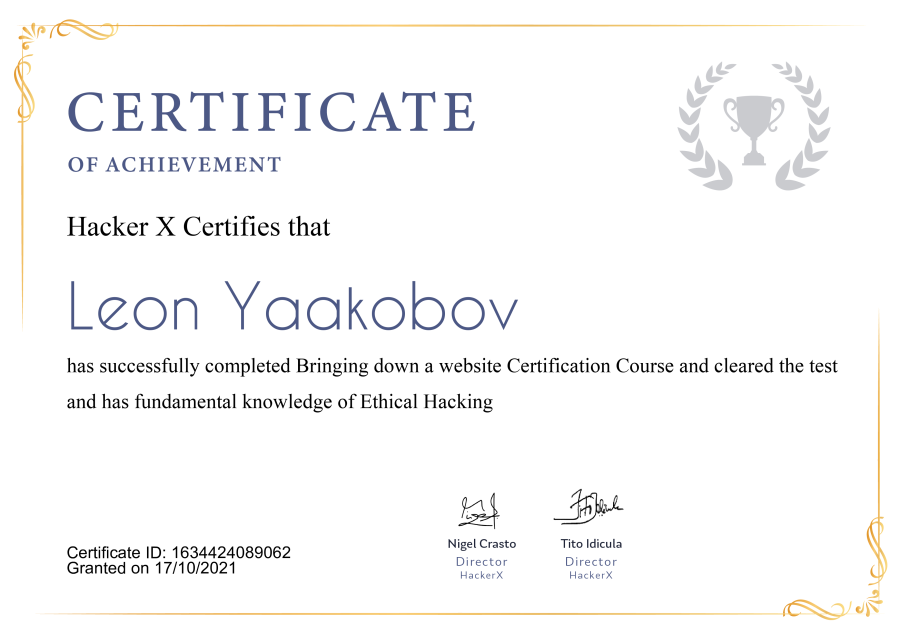 CERTIFICATE
OF ACHIEVEMENT
Hacker X Certifies that
Leon Yaakobov
has successfully completed Bringing down a website Certification Course and cleared the test
and has fundamental knowledge of Ethical Hacking
Certificate ID: 1634424089062
Granted on 17/10/2021
Nigel Crasto
Director
HackerX
Tito Idicula
Director
HackerX